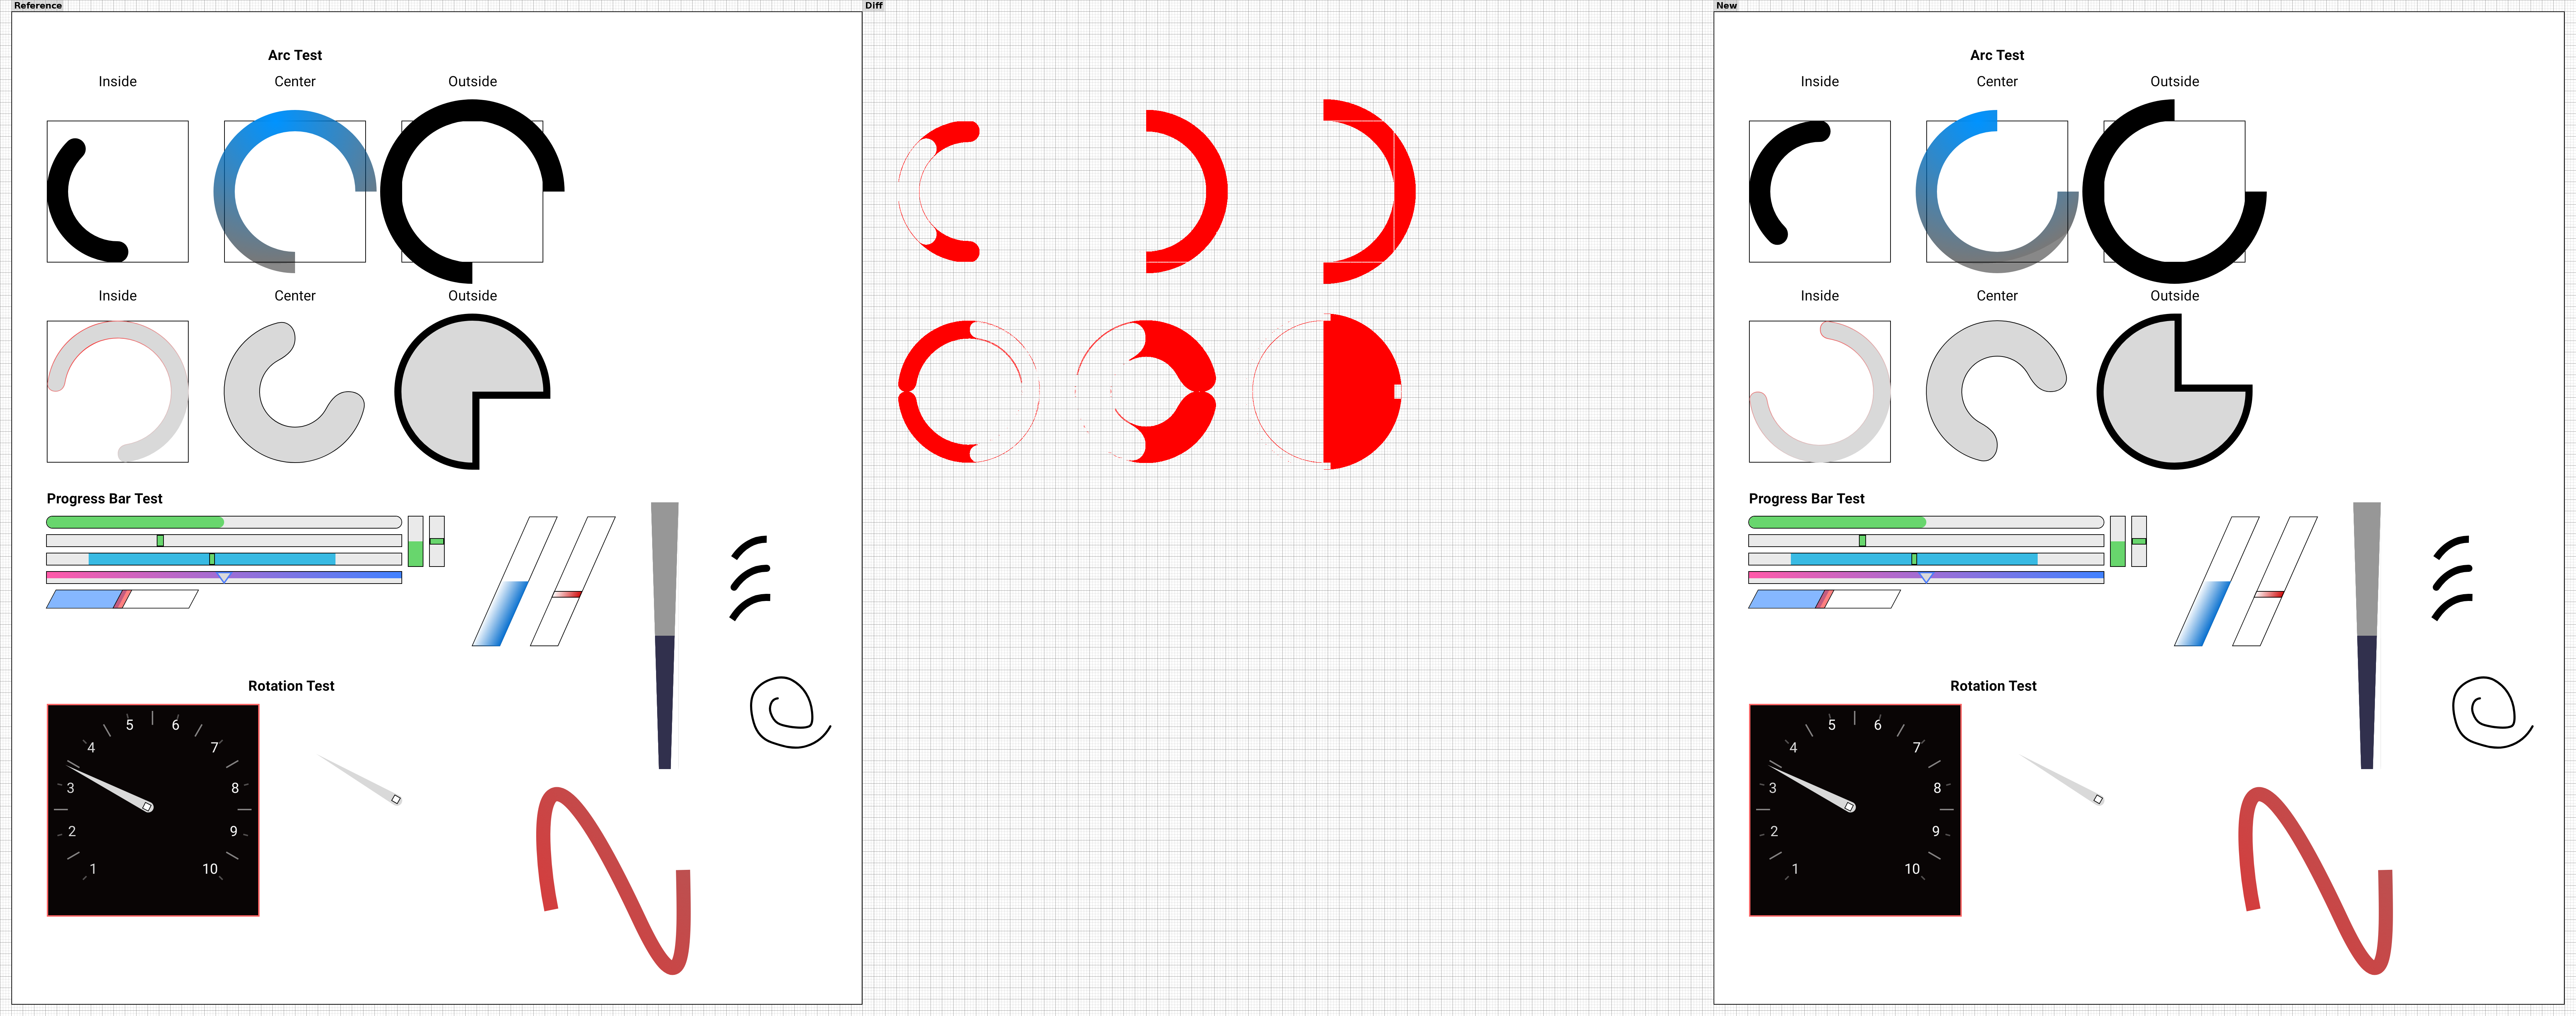 Reference
Diff
New
Arc Test
Inside Center Outside
Inside Center Outside
Progress Bar Test
Rotation Test
5 6
4 7
3 8
2 9
1 10
Arc Test
Inside Center Outside
Inside Center Outside
Progress Bar Test
Rotation Test
5 6
4 7
3 8
2 9
1 10